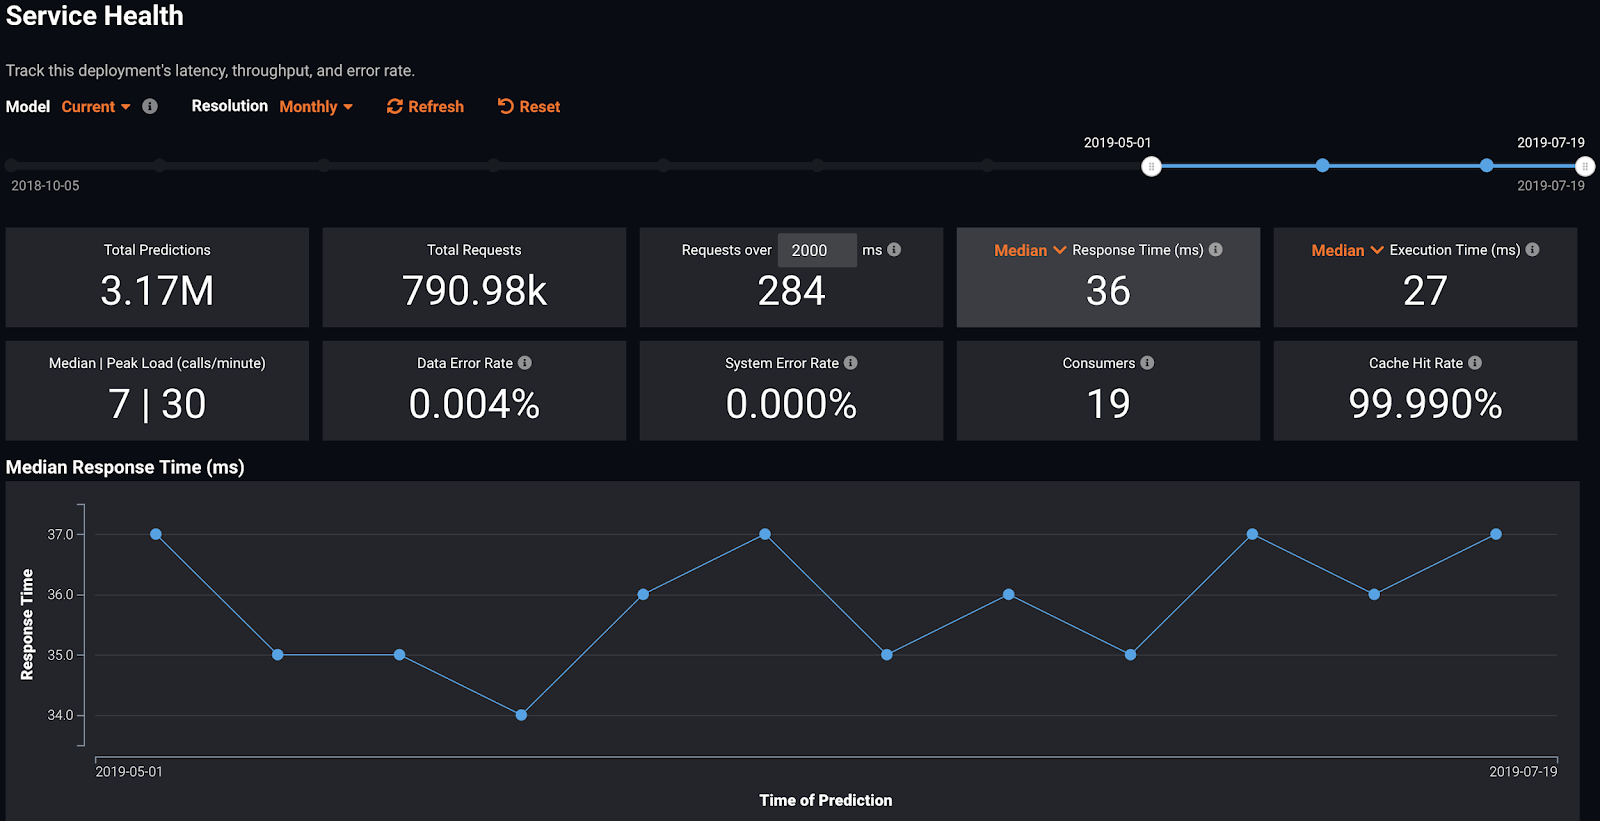 Service Health
Track this deployment's latency, throughput, and error rate.
Model Current Resolution Monthly Refresh Reset
2019-05-01 2019-07-19
2018-10-05 2019-07-19
Total Predictions
3.17M
Total Requests
790.98k
Requests over 2000 ms
284
Median Response Time (ms)
36
Median Execution Time (ms)
27
Median | Peak Load (calls/minute)
7 | 30
Data Error Rate
0.004%
System Error Rate
0.000%
Consumers
19
Cache Hit Rate
99.990%
Median Response Time (ms)
Response Time
37.0
36.0
35.0
34.0
2019-05-01 2019-07-19
Time of Prediction